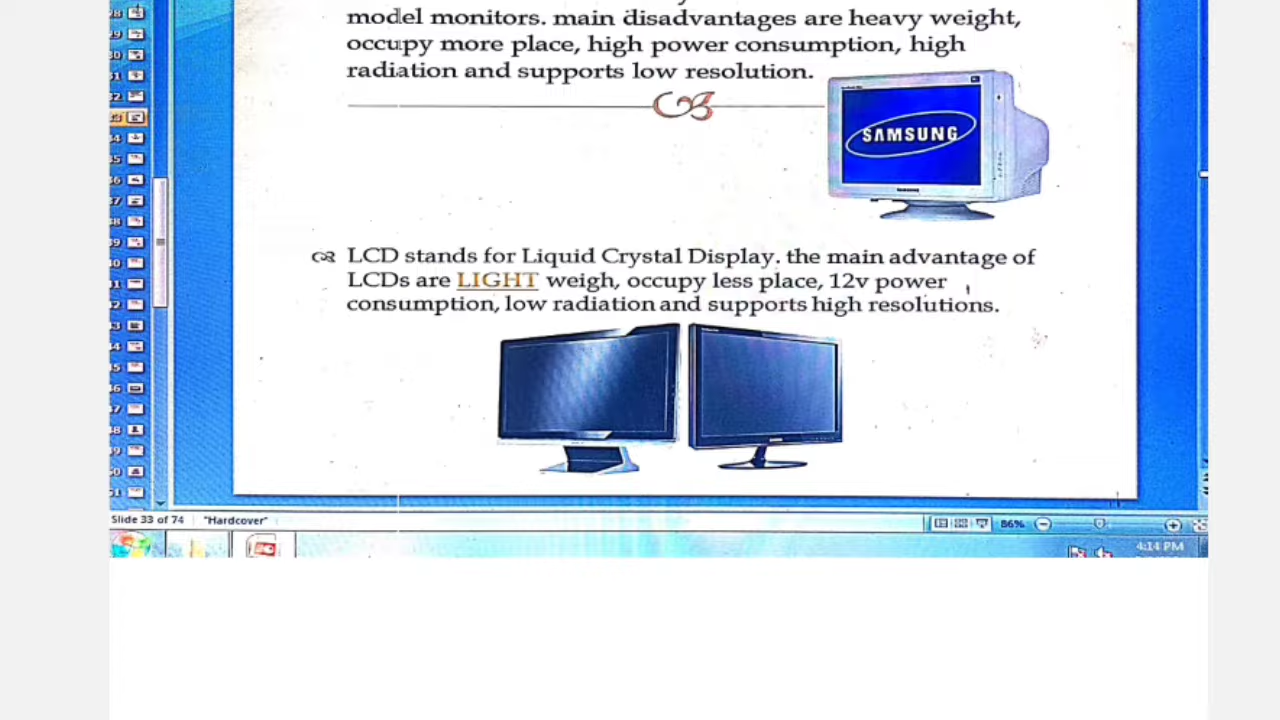 model monitors. main disadvantages are heavy weight,
occupy more place, high power consumption, high
radiation and supports low resolution.
SAMSUNG
LCD stands for Liquid Crystal Display. the main advantage of
LCDs are LIGHT weigh, occupy less place, 12v power
consumption, low radiation and supports high resolutions.
Slide 33 of 74 "Hardcover" 86%
4:14 PM